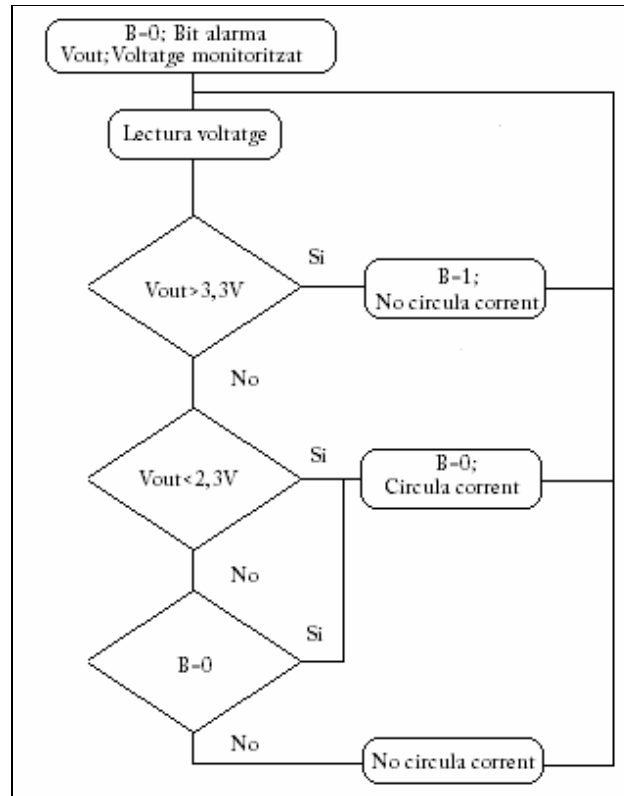 B=0; Bit alarma
Vout; Voltatge monitoritzat
Lectura voltatge
Si
Vout>3,3V
B=1;
No circula corrent
No
Si
Vout<2,3V
B=0;
Circula corrent
No
Si
B=0
No
No circula corrent